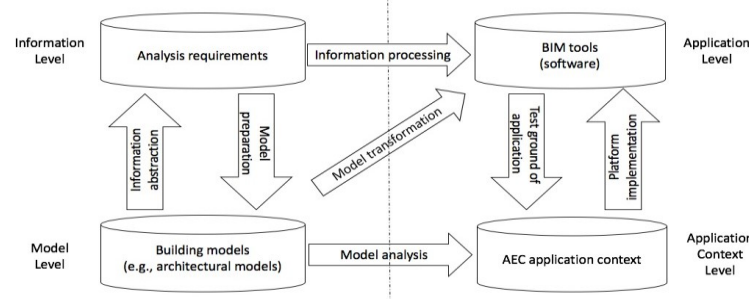 Information
Level
Analysis requirements
Information processing
BIM tools
(software)
Application
Level
Information
abstraction
Model
preparation
Model transformation
Test ground of
application
Platform
implementation
Model
Level
Building models
(e.g., architectural models)
Model analysis
AEC application context
Application
Context
Level